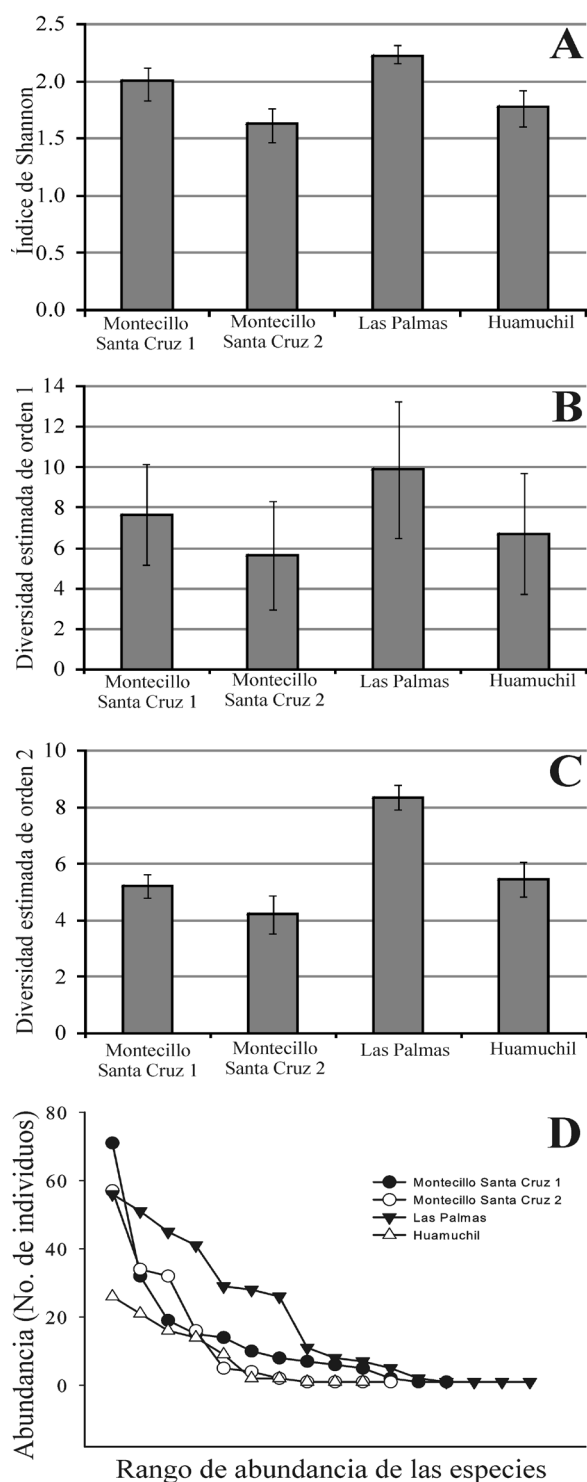 A
Índice de Shannon
2.5
2.0
1.5
1.0
0.5
0.0
Montecillo
Santa Cruz 1
Montecillo
Santa Cruz 2
Las Palmas
Huamuchil
B
Diversidad estimada de orden 1
14
12
10
8
6
4
2
0
Montecillo
Santa Cruz 1
Montecillo
Santa Cruz 2
Las Palmas
Huamuchil
C
Diversidad estimada de orden 2
10
8
6
4
2
0
Montecillo
Santa Cruz 1
Montecillo
Santa Cruz 2
Las Palmas
Huamuchil
D
Abundancia (No. de individuos)
80
60
40
20
0
Montecillo Santa Cruz 1
Montecillo Santa Cruz 2
Las Palmas
Huamuchil
Rango de abundancia de las especies